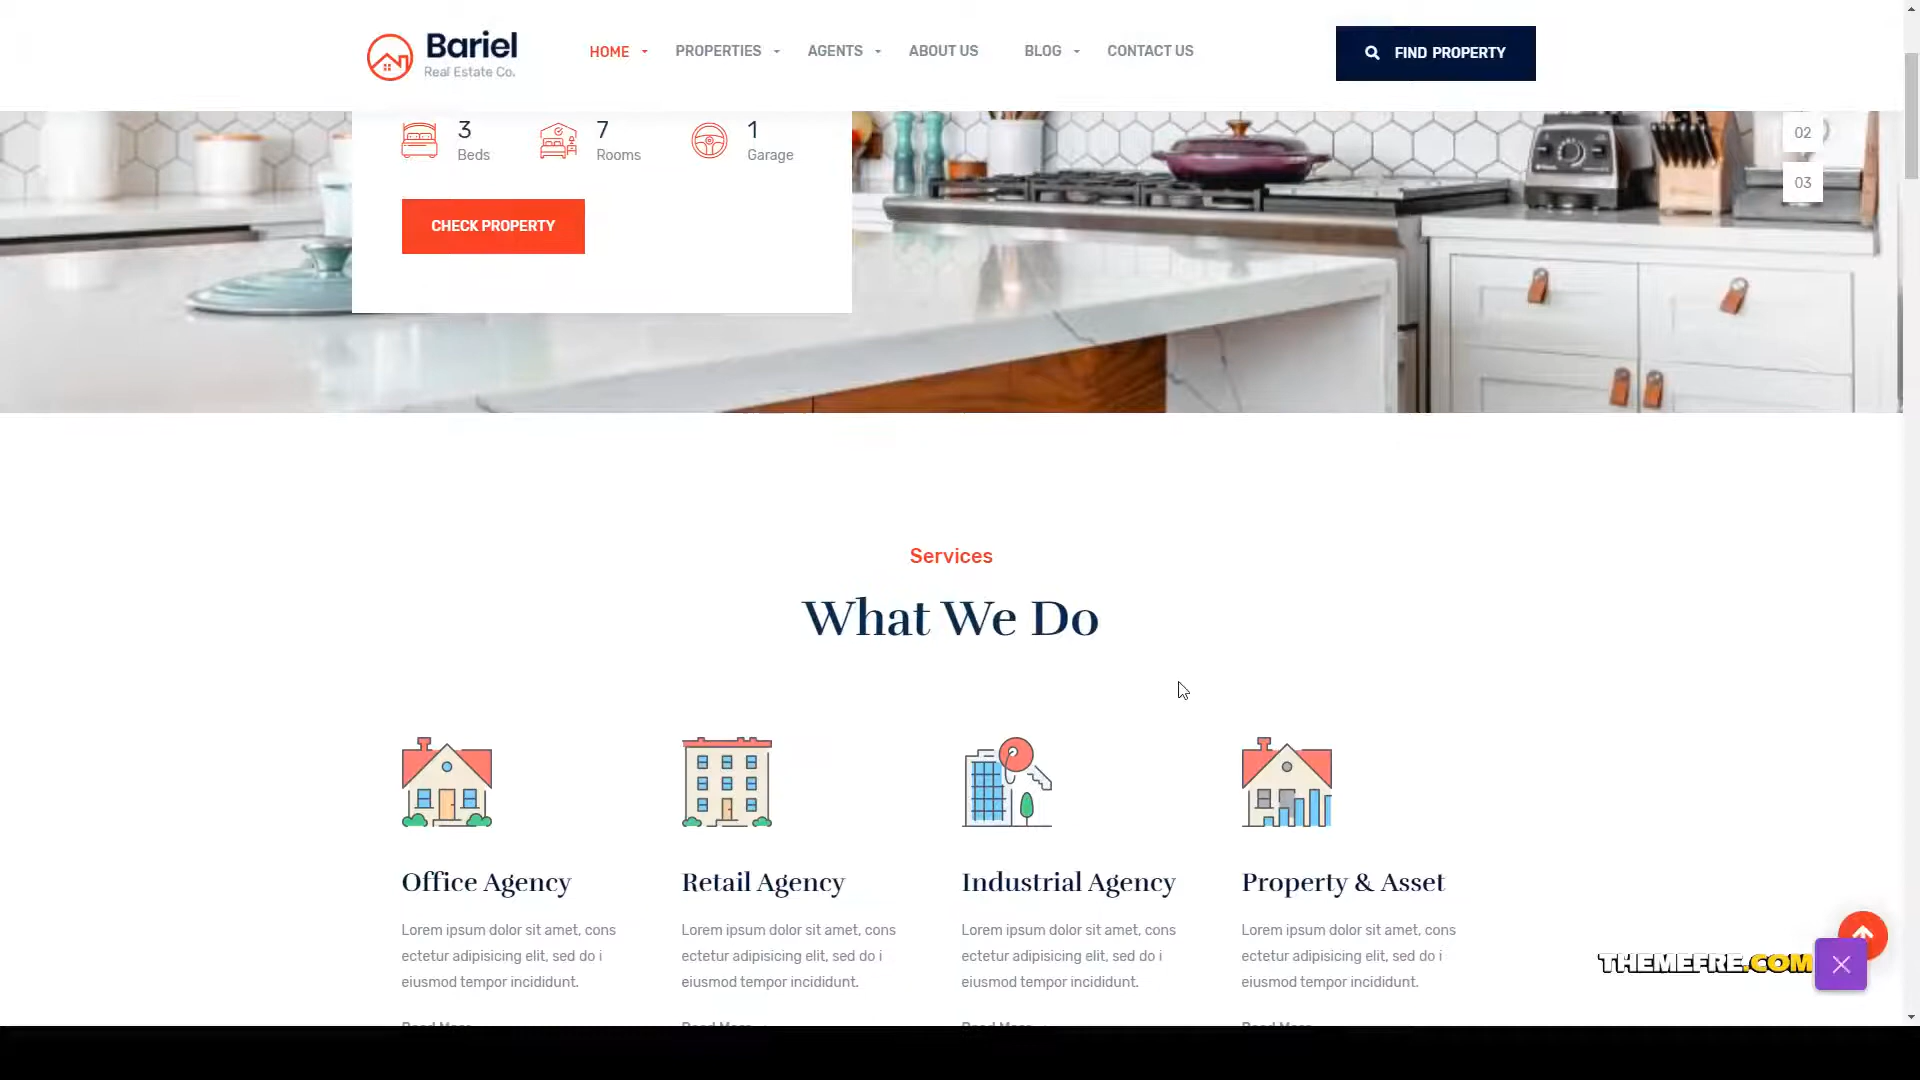 Bariel
Real Estate Co.
HOME
PROPERTIES
AGENTS
ABOUT US
BLOG
CONTACT US
FIND PROPERTY
3
Beds
7
Rooms
1
Garage
02
03
CHECK PROPERTY
Services
What We Do
Office Agency
Lorem ipsum dolor sit amet, cons
ectetur adipisicing elit, sed do i
eiusmod tempor incididunt.
Retail Agency
Lorem ipsum dolor sit amet, cons
ectetur adipisicing elit, sed do i
eiusmod tempor incididunt.
Industrial Agency
Lorem ipsum dolor sit amet, cons
ectetur adipisicing elit, sed do i
eiusmod tempor incididunt.
Property & Asset
Lorem ipsum dolor sit amet, cons
ectetur adipisicing elit, sed do i
eiusmod tempor incididunt.
THEMEFRE.COM